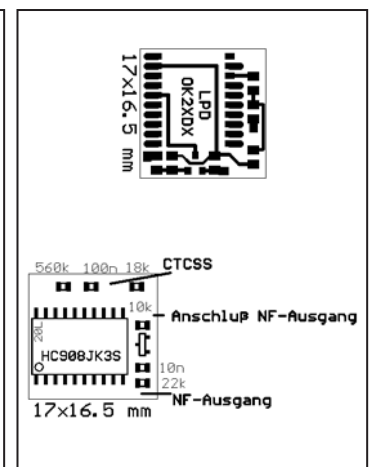 17x16.5 mm
LPD
OK2XDX
560k 100n 18k CTCSS
10k
Anschluß NF-Ausgang
20L
HC908JK3S
10n
22k
NF-Ausgang
17x16.5 mm